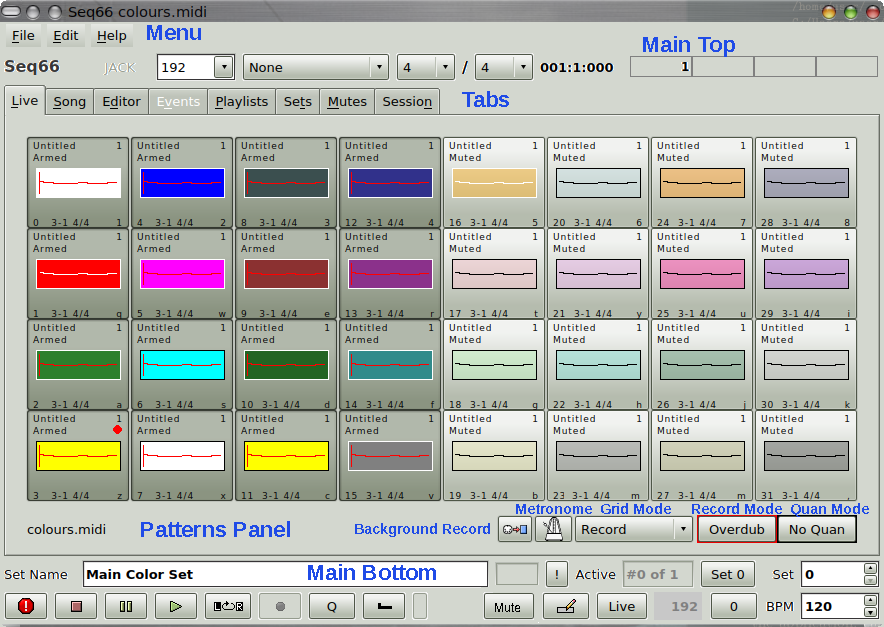 Seq66 colours.midi
File Edit Help Menu
Main Top
Seq66 JACK 192 None 4 / 4 001:1:000 1
Live Song Editor Events Playlists Sets Mutes Session Tabs
Untitled 1 Untitled 1 Untitled 1 Untitled 1 Untitled 1 Untitled 1 Untitled 1 Untitled 1
Armed Armed Armed Armed Muted Muted Muted Muted
0 3-1 4/4 1 4 3-1 4/4 2 8 3-1 4/4 3 12 3-1 4/4 4 16 3-1 4/4 5 20 3-1 4/4 6 24 3-1 4/4 7 28 3-1 4/4 8
Untitled 1 Untitled 1 Untitled 1 Untitled 1 Untitled 1 Untitled 1 Untitled 1 Untitled 1
Armed Armed Armed Armed Muted Muted Muted Muted
1 3-1 4/4 q 5 3-1 4/4 w 9 3-1 4/4 e 13 3-1 4/4 r 17 3-1 4/4 t 21 3-1 4/4 y 25 3-1 4/4 u 29 3-1 4/4 i
Untitled 1 Untitled 1 Untitled 1 Untitled 1 Untitled 1 Untitled 1 Untitled 1 Untitled 1
Armed Armed Armed Armed Muted Muted Muted Muted
2 3-1 4/4 a 6 3-1 4/4 s 10 3-1 4/4 d 14 3-1 4/4 f 18 3-1 4/4 g 22 3-1 4/4 h 26 3-1 4/4 j 30 3-1 4/4 k
Untitled 1 Untitled 1 Untitled 1 Untitled 1 Untitled 1 Untitled 1 Untitled 1 Untitled 1
Armed Armed Armed Armed Muted Muted Muted Muted
3 3-1 4/4 z 7 3-1 4/4 x 11 3-1 4/4 c 15 3-1 4/4 v 19 3-1 4/4 b 23 3-1 4/4 m 27 3-1 4/4 m 31 3-1 4/4 ,
Metronome Grid Mode Record Mode Quan Mode
colours.midi Patterns Panel Background Record Record Overdub No Quan
Set Name Main Color Set Main Bottom ! Active #0 of 1 Set 0 Set 0
! L R Q Mute Live 192 0 BPM 120